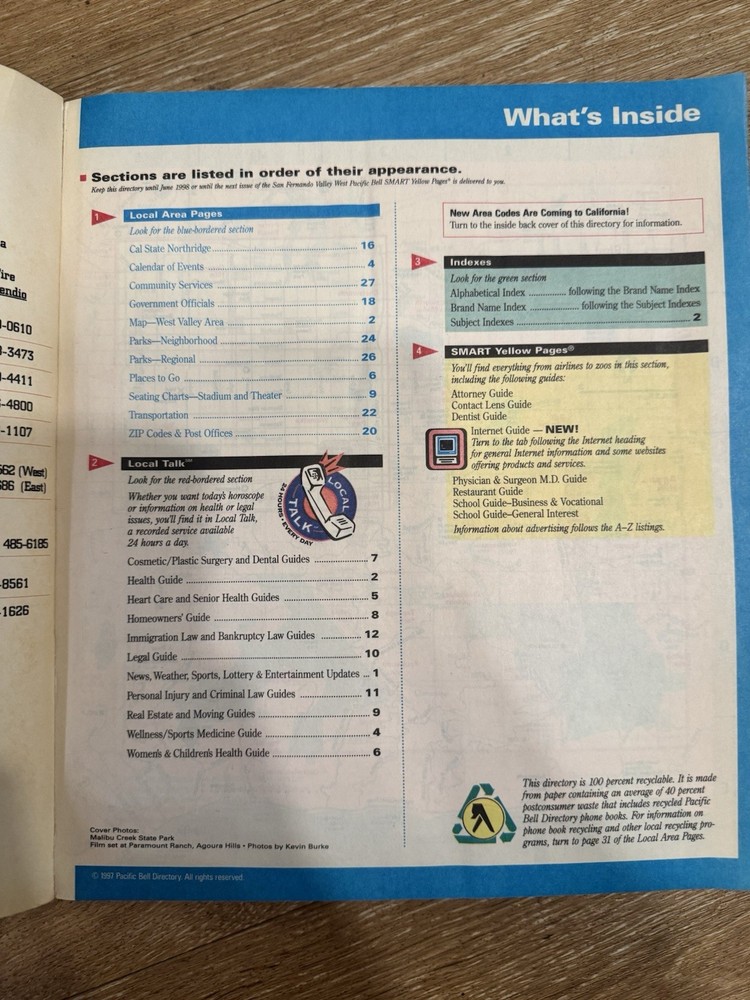 a
ire
endio
-0610
-3473
-4411
-4800
-1107
662 (West)
686 (East)
485-6185
-8561
-1626
What's Inside
Sections are listed in order of their appearance.
Keep this directory until June 1998 or until the next issue of the San Fernando Valley West Pacific Bell SMART Yellow Pages® is delivered to you.
1 Local Area Pages
Look for the blue-bordered section
Cal State Northridge 16
Calendar of Events 4
Community Services 27
Government Officials 18
Map—West Valley Area 2
Parks—Neighborhood 24
Parks—Regional 26
Places to Go 6
Seating Charts—Stadium and Theater 9
Transportation 22
ZIP Codes & Post Offices 20
2 Local Talk℠
Look for the red-bordered section
Whether you want today's horoscope
or information on health or legal
issues, you'll find it in Local Talk,
a recorded service available
24 hours a day.
LOCAL
TALK
24 HOURS • EVERY DAY
Cosmetic/Plastic Surgery and Dental Guides 7
Health Guide 2
Heart Care and Senior Health Guides 5
Homeowners' Guide 8
Immigration Law and Bankruptcy Law Guides 12
Legal Guide 10
News, Weather, Sports, Lottery & Entertainment Updates ... 1
Personal Injury and Criminal Law Guides 11
Real Estate and Moving Guides 9
Wellness/Sports Medicine Guide 4
Women's & Children's Health Guide 6
Cover Photos:
Malibu Creek State Park
Film set at Paramount Ranch, Agoura Hills • Photos by Kevin Burke
© 1997 Pacific Bell Directory. All rights reserved.
New Area Codes Are Coming to California!
Turn to the inside back cover of this directory for information.
3 Indexes
Look for the green section
Alphabetical Index following the Brand Name Index
Brand Name Index following the Subject Indexes
Subject Indexes 2
4 SMART Yellow Pages®
You'll find everything from airlines to zoos in this section,
including the following guides:
Attorney Guide
Contact Lens Guide
Dentist Guide
Internet Guide — NEW!
Turn to the tab following the Internet heading
for general Internet information and some websites
offering products and services.
Physician & Surgeon M.D. Guide
Restaurant Guide
School Guide–Business & Vocational
School Guide–General Interest
Information about advertising follows the A–Z listings.
This directory is 100 percent recyclable. It is made
from paper containing an average of 40 percent
postconsumer waste that includes recycled Pacific
Bell Directory phone books. For information on
phone book recycling and other local recycling pro-
grams, turn to page 31 of the Local Area Pages.